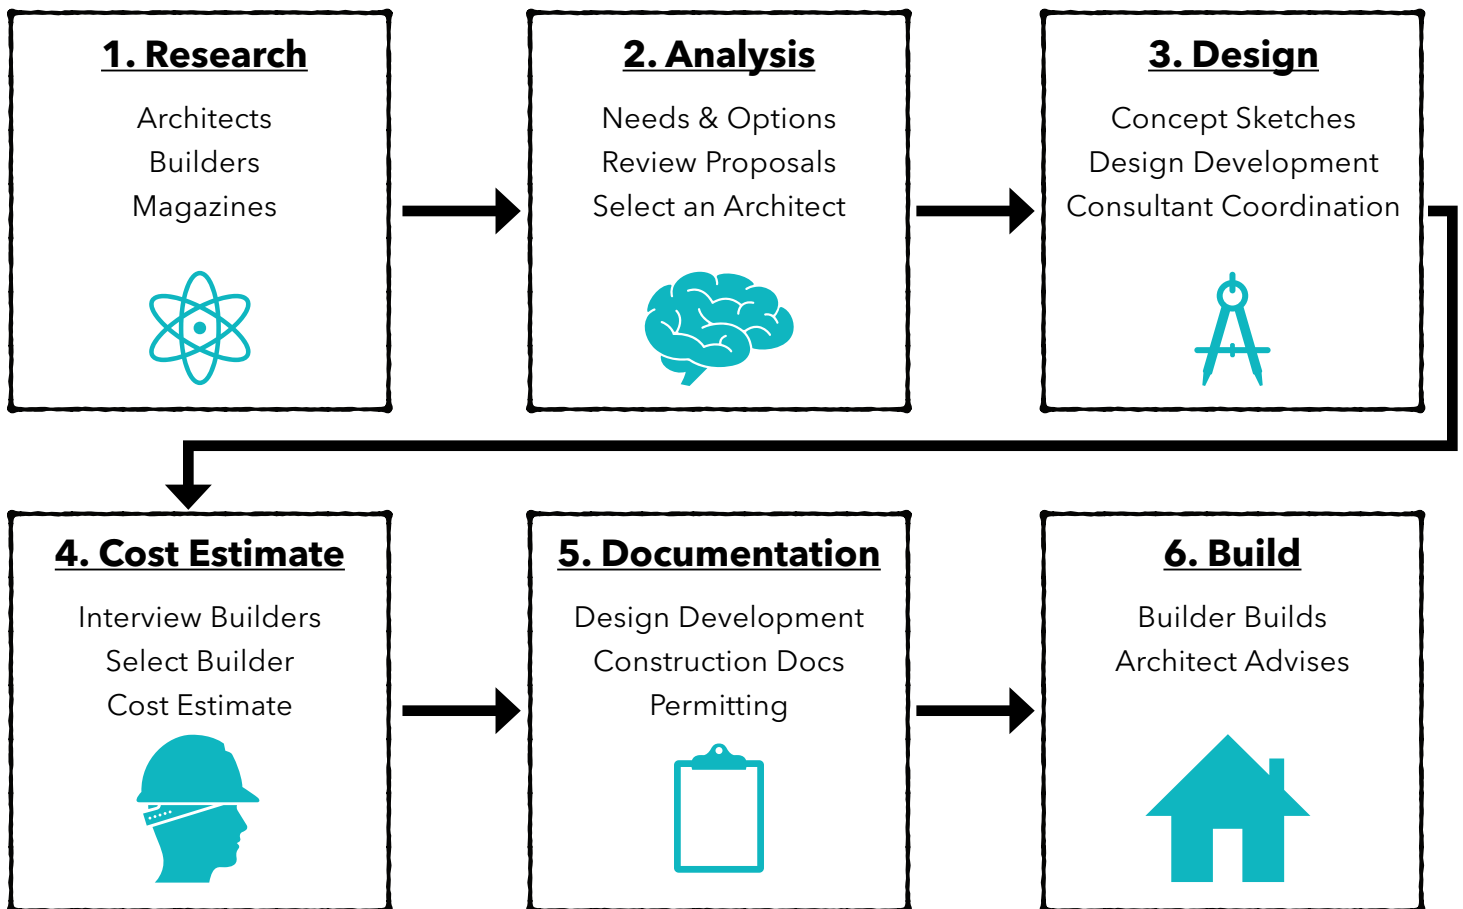 1. Research
Architects
Builders
Magazines
2. Analysis
Needs & Options
Review Proposals
Select an Architect
3. Design
Concept Sketches
Design Development
Consultant Coordination
4. Cost Estimate
Interview Builders
Select Builder
Cost Estimate
5. Documentation
Design Development
Construction Docs
Permitting
6. Build
Builder Builds
Architect Advises